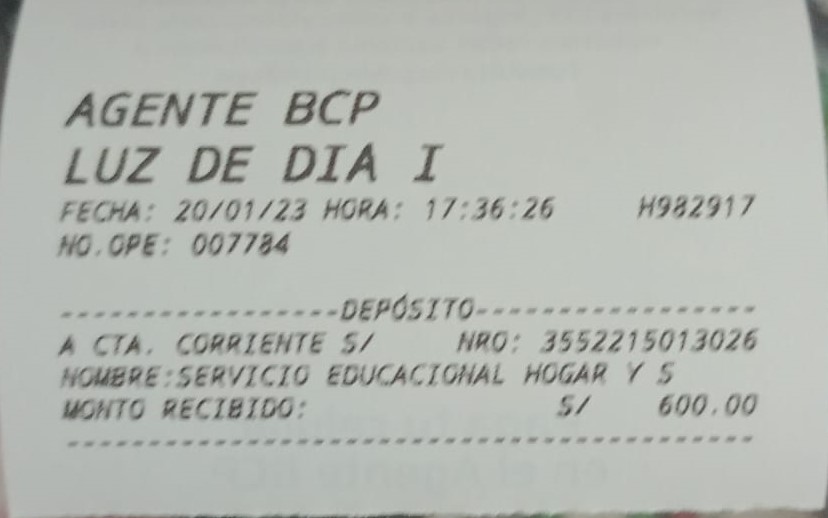 AGENTE BCP
LUZ DE DIA I
FECHA: 20/01/23 HORA: 17:36:26 H982917
NO.OPE: 007784
-----------------DEPÓSITO-----------------
A CTA. CORRIENTE S/ NRO: 3552215013026
NOMBRE:SERVICIO EDUCACIONAL HOGAR Y S
MONTO RECIBIDO: S/ 600.00
------------------------------------------